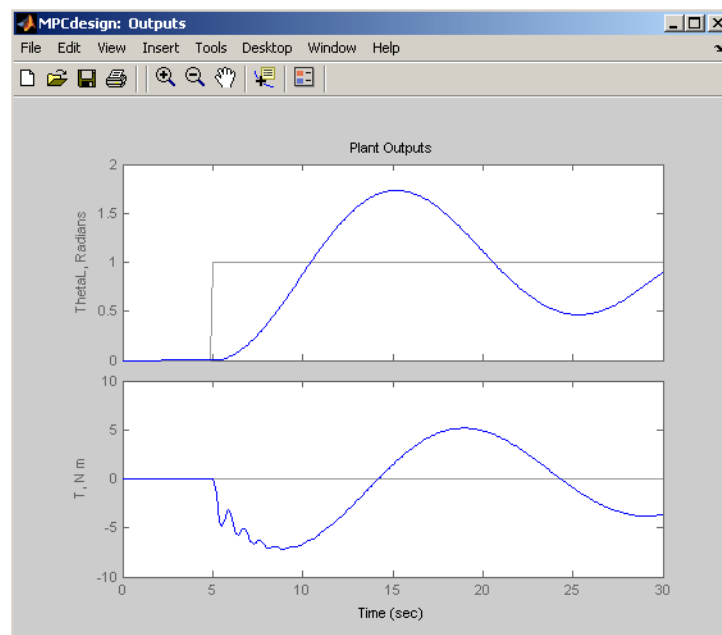 MPCdesign: Outputs
File Edit View Insert Tools Desktop Window Help
Plant Outputs
2
1.5
1
0.5
0
ThetaL, Radians
10
5
0
-5
-10
T, N m
0 5 10 15 20 25 30
Time (sec)